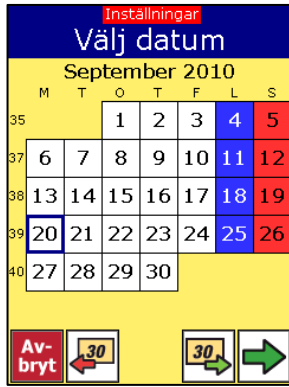 Inställningar
Välj datum
September 2010
M T O T F L S
35 1 2 3 4 5
37 6 7 8 9 10 11 12
38 13 14 15 16 17 18 19
39 20 21 22 23 24 25 26
40 27 28 29 30
Av-
bryt 30 30